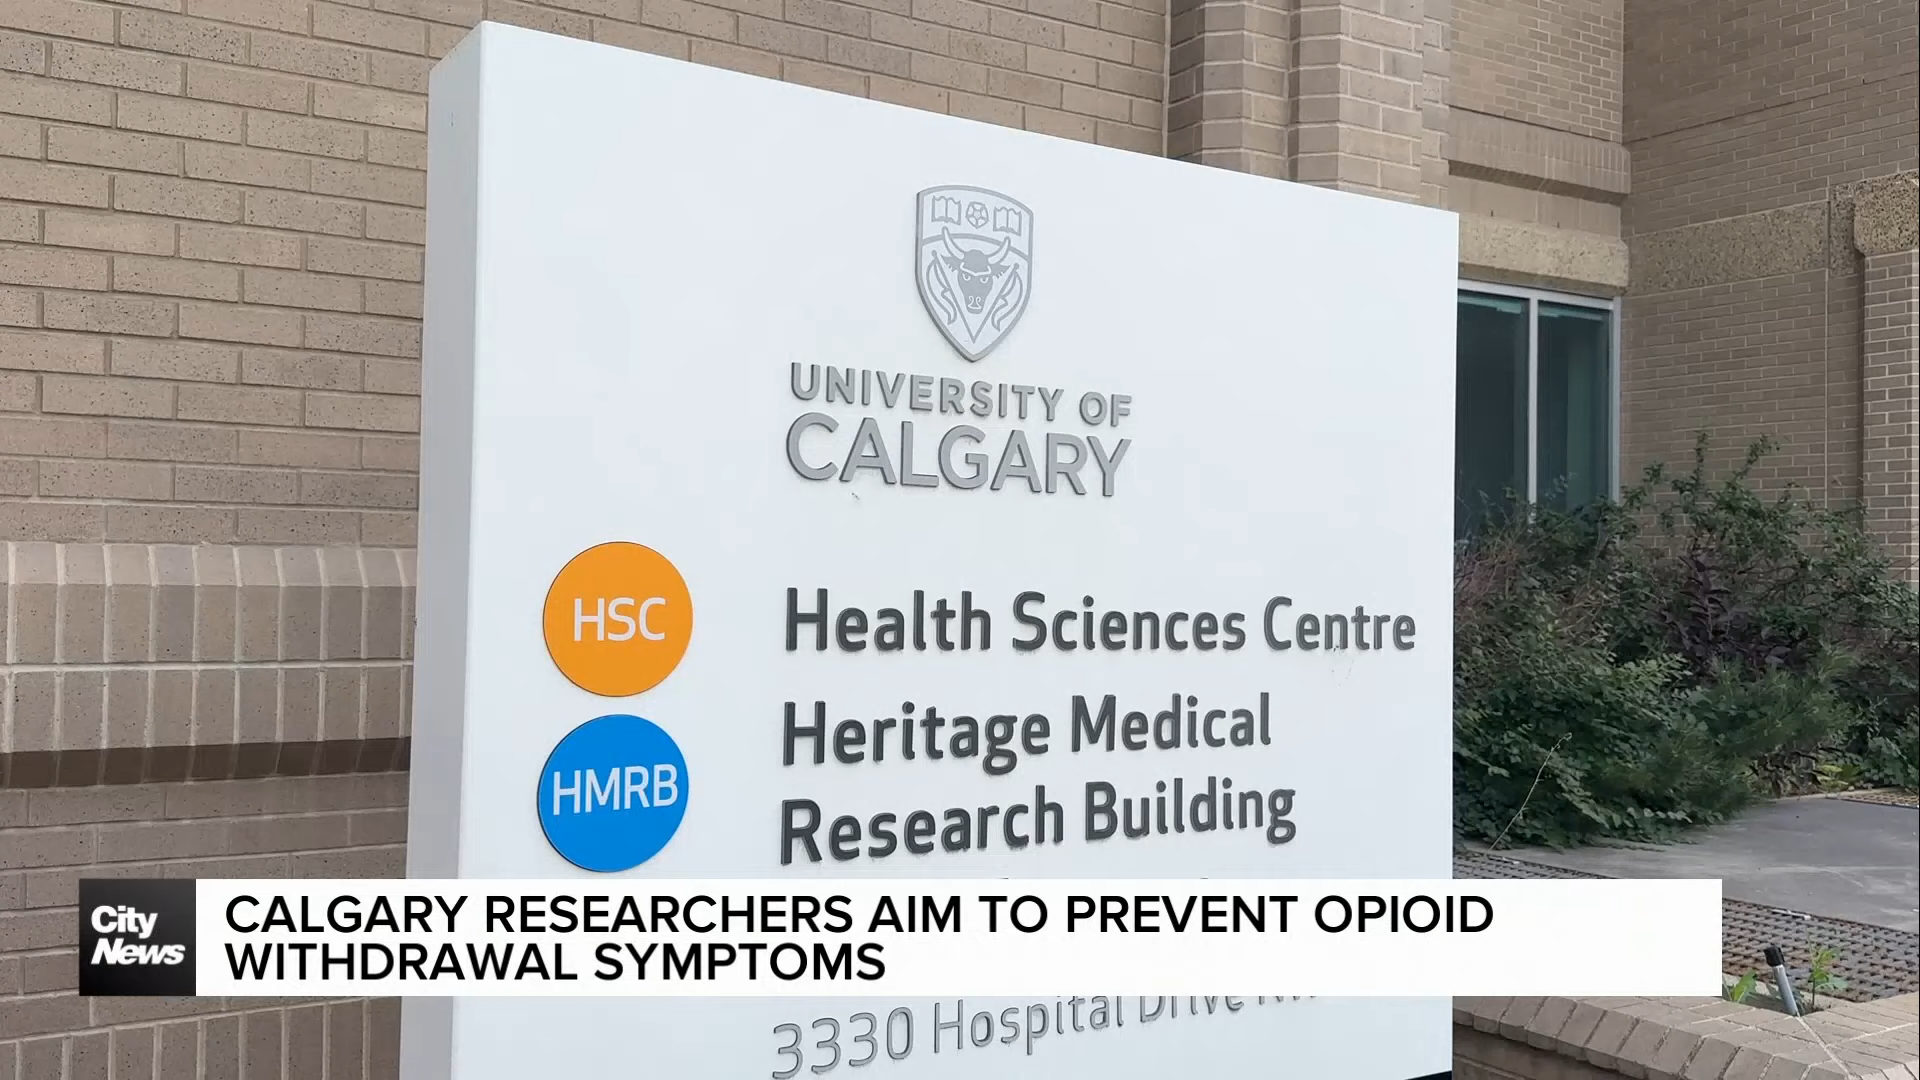 UNIVERSITY OF
CALGARY
HSC
Health Sciences Centre
HMRB
Heritage Medical
Research Building
City
News
CALGARY RESEARCHERS AIM TO PREVENT OPIOID
WITHDRAWAL SYMPTOMS
3330 Hospital Drive